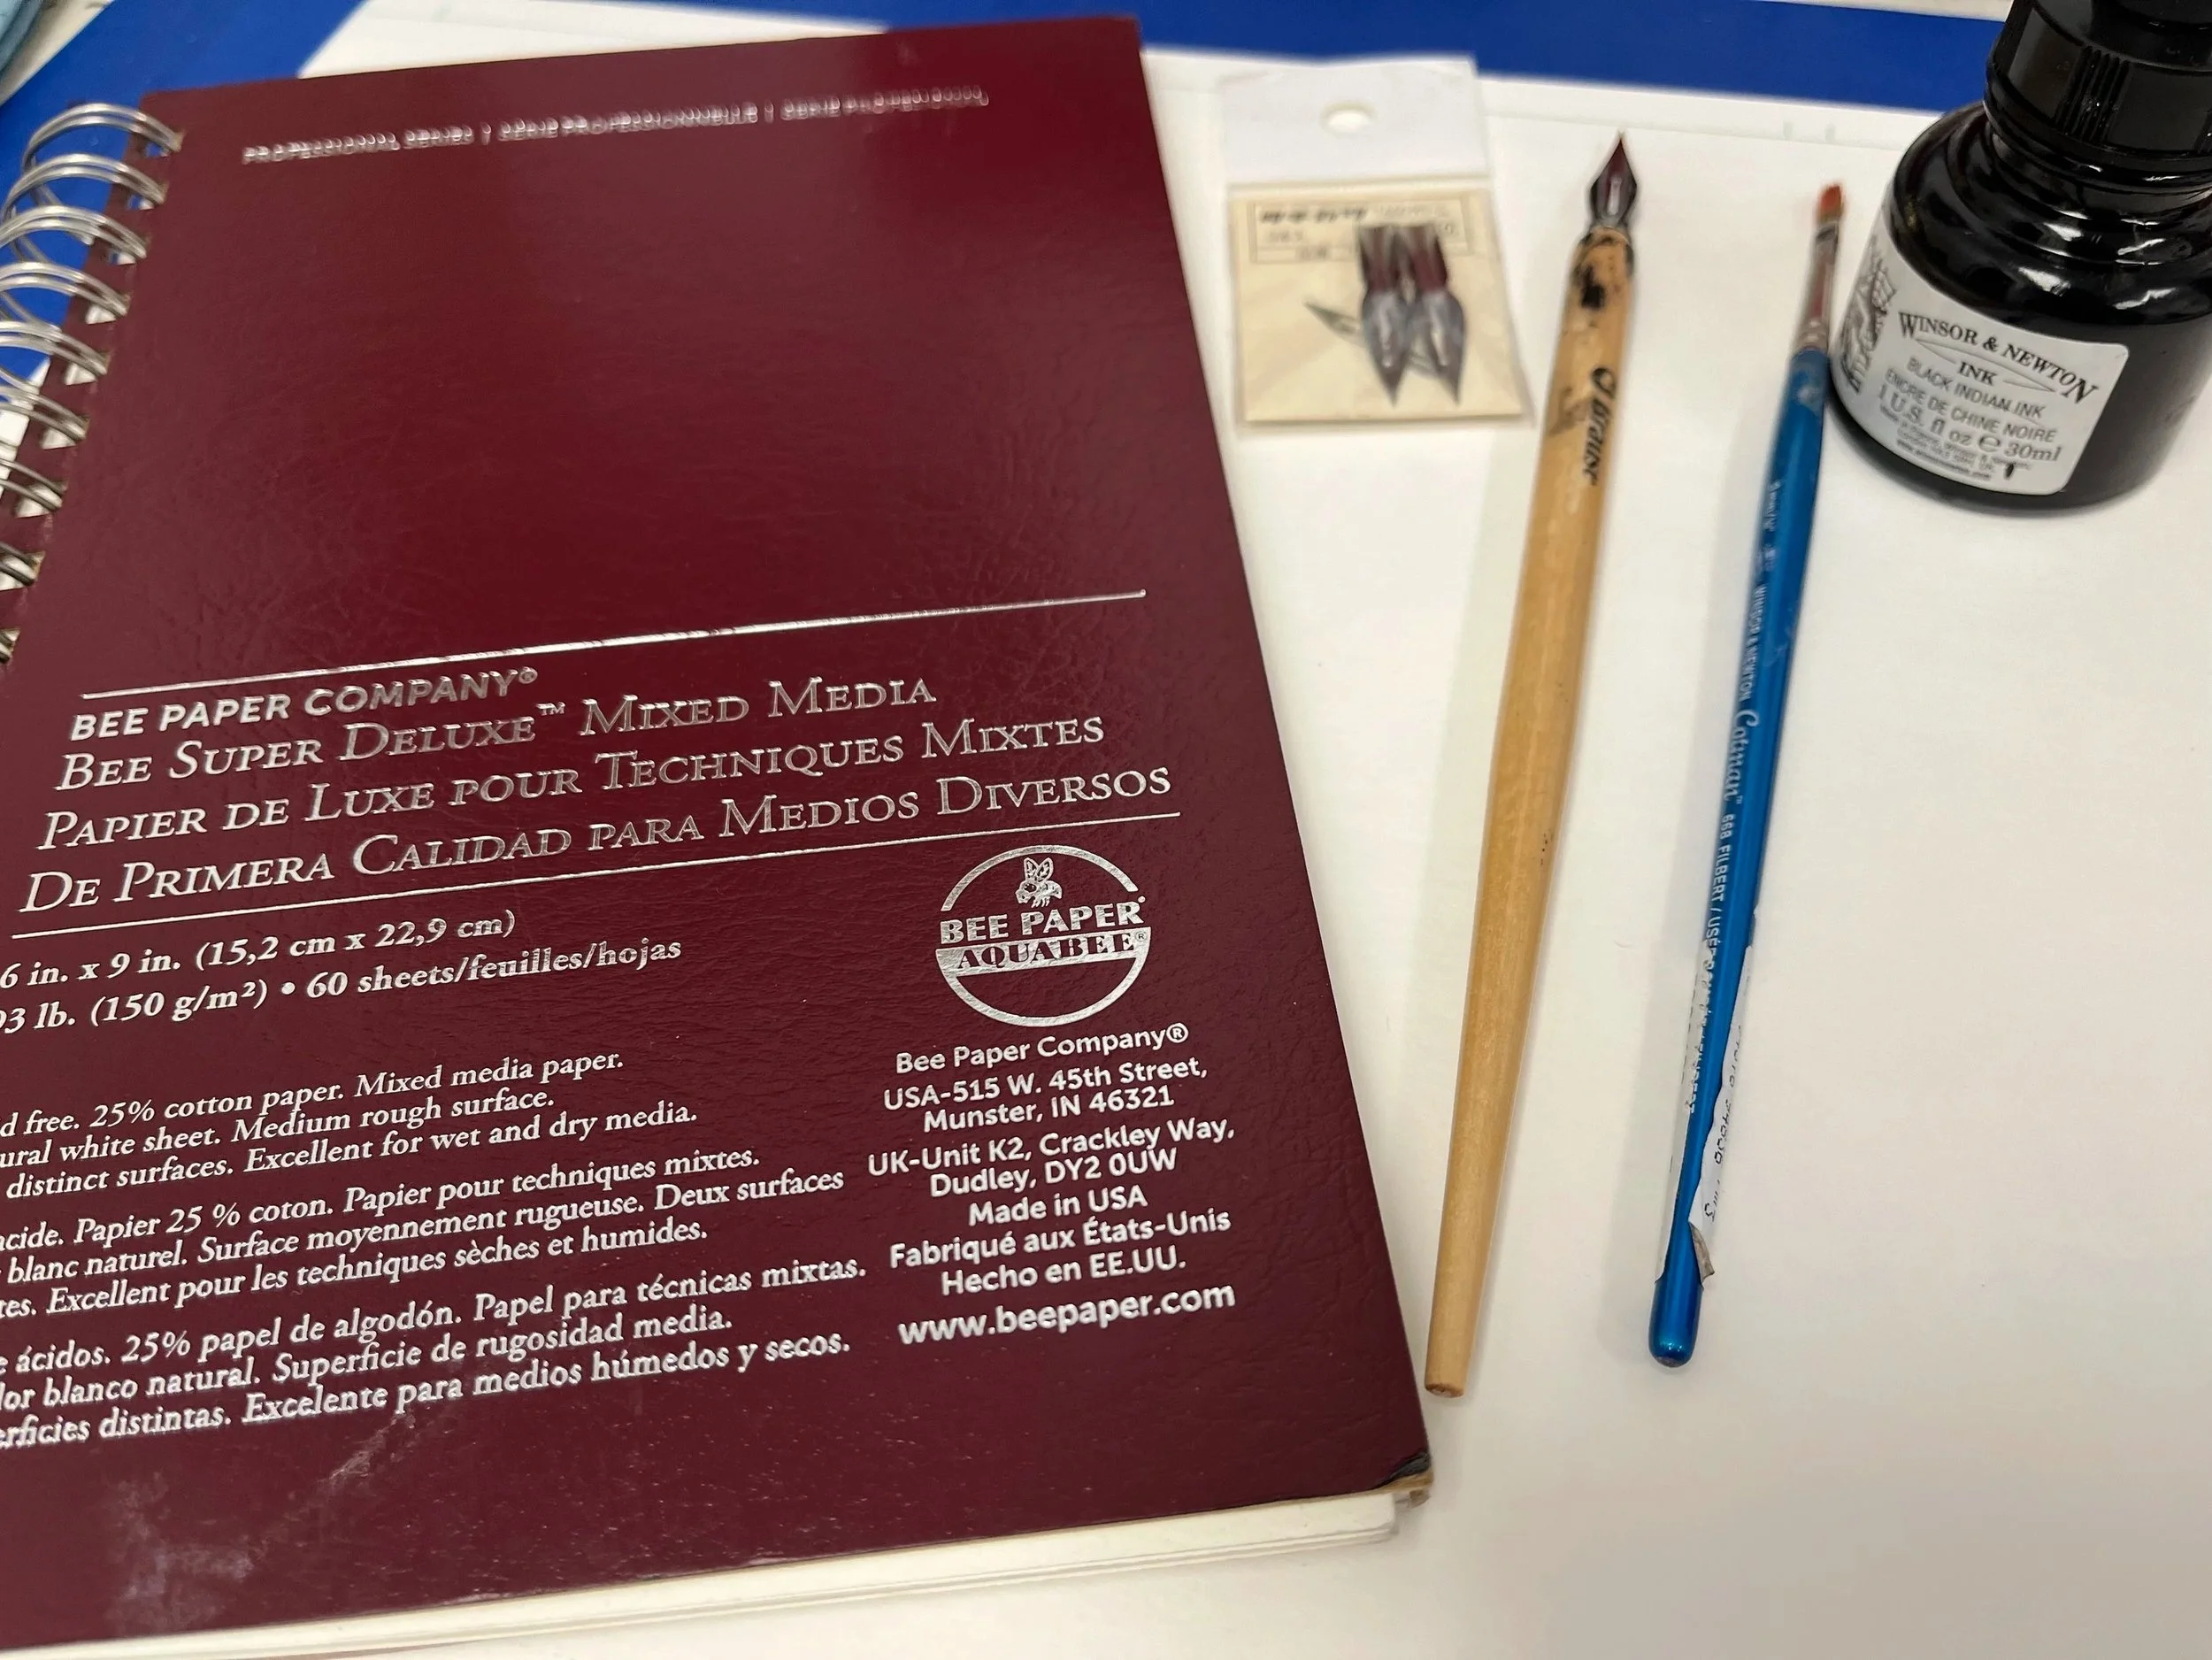 PROFESSIONAL SERIES | SÉRIE PROFESSIONNELLE | SERIE PROFESIONAL
BEE PAPER COMPANY®
BEE SUPER DELUXE™ MIXED MEDIA
PAPIER DE LUXE POUR TECHNIQUES MIXTES
DE PRIMERA CALIDAD PARA MEDIOS DIVERSOS
6 in. x 9 in. (15,2 cm x 22,9 cm)
93 lb. (150 g/m²) • 60 sheets/feuilles/hojas
d free. 25% cotton paper. Mixed media paper.
ural white sheet. Medium rough surface.
distinct surfaces. Excellent for wet and dry media.
acide. Papier 25 % coton. Papier pour techniques mixtes.
blanc naturel. Surface moyennement rugueuse. Deux surfaces
tes. Excellent pour les techniques sèches et humides.
e ácidos. 25% papel de algodón. Papel para técnicas mixtas.
lor blanco natural. Superficie de rugosidad media.
erficies distintas. Excelente para medios húmedos y secos.
BEE PAPER®
AQUABEE®
Bee Paper Company®
USA-515 W. 45th Street,
Munster, IN 46321
UK-Unit K2, Crackley Way,
Dudley, DY2 0UW
Made in USA
Fabriqué aux États-Unis
Hecho en EE.UU.
www.beepaper.com
brause
WINSOR & NEWTON Cotman™ 668 FILBERT /
WINSOR & NEWTON
INK
BLACK INDIAN INK
ENCRE DE CHINE NOIRE
1 U.S. fl oz e 30ml